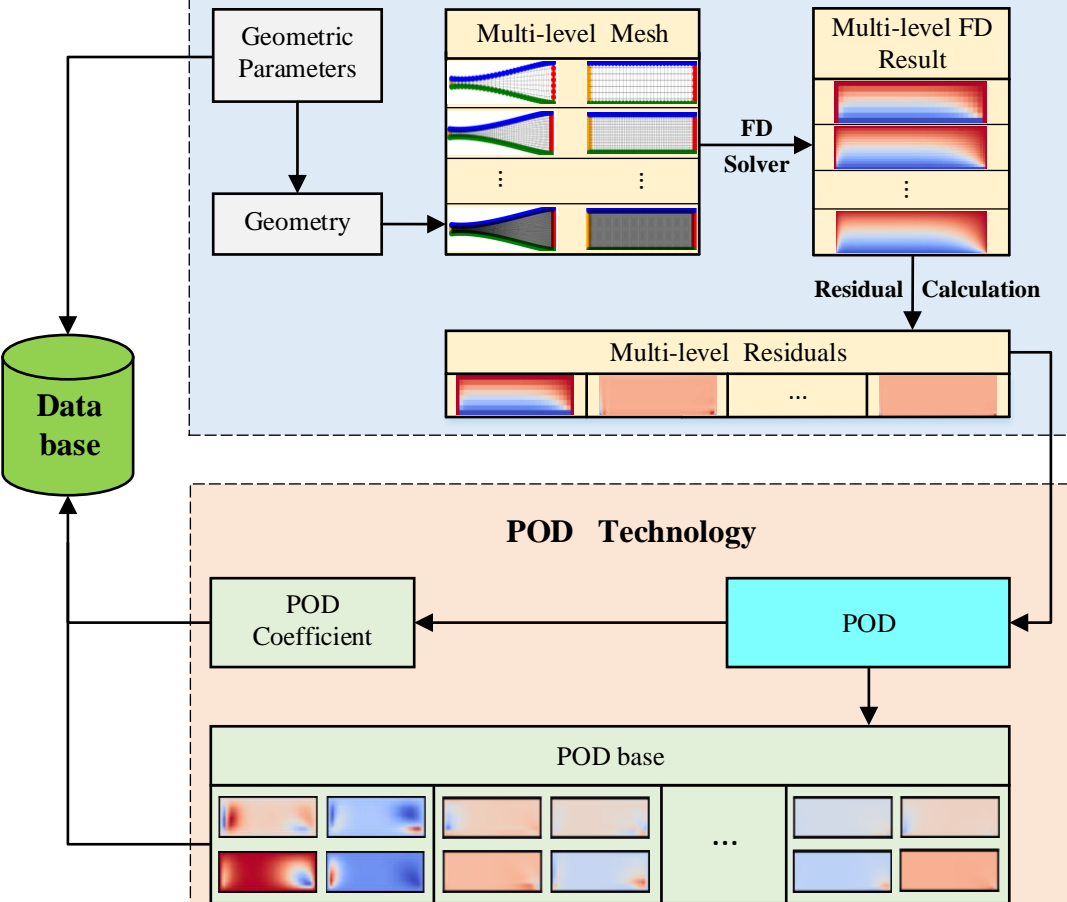 Geometric
Parameters
Multi-level Mesh
Multi-level FD
Result
FD
Solver
⋮ ⋮
⋮
Geometry
Residual Calculation
Multi-level Residuals
...
Data
base
POD Technology
POD
Coefficient
POD
POD base
...